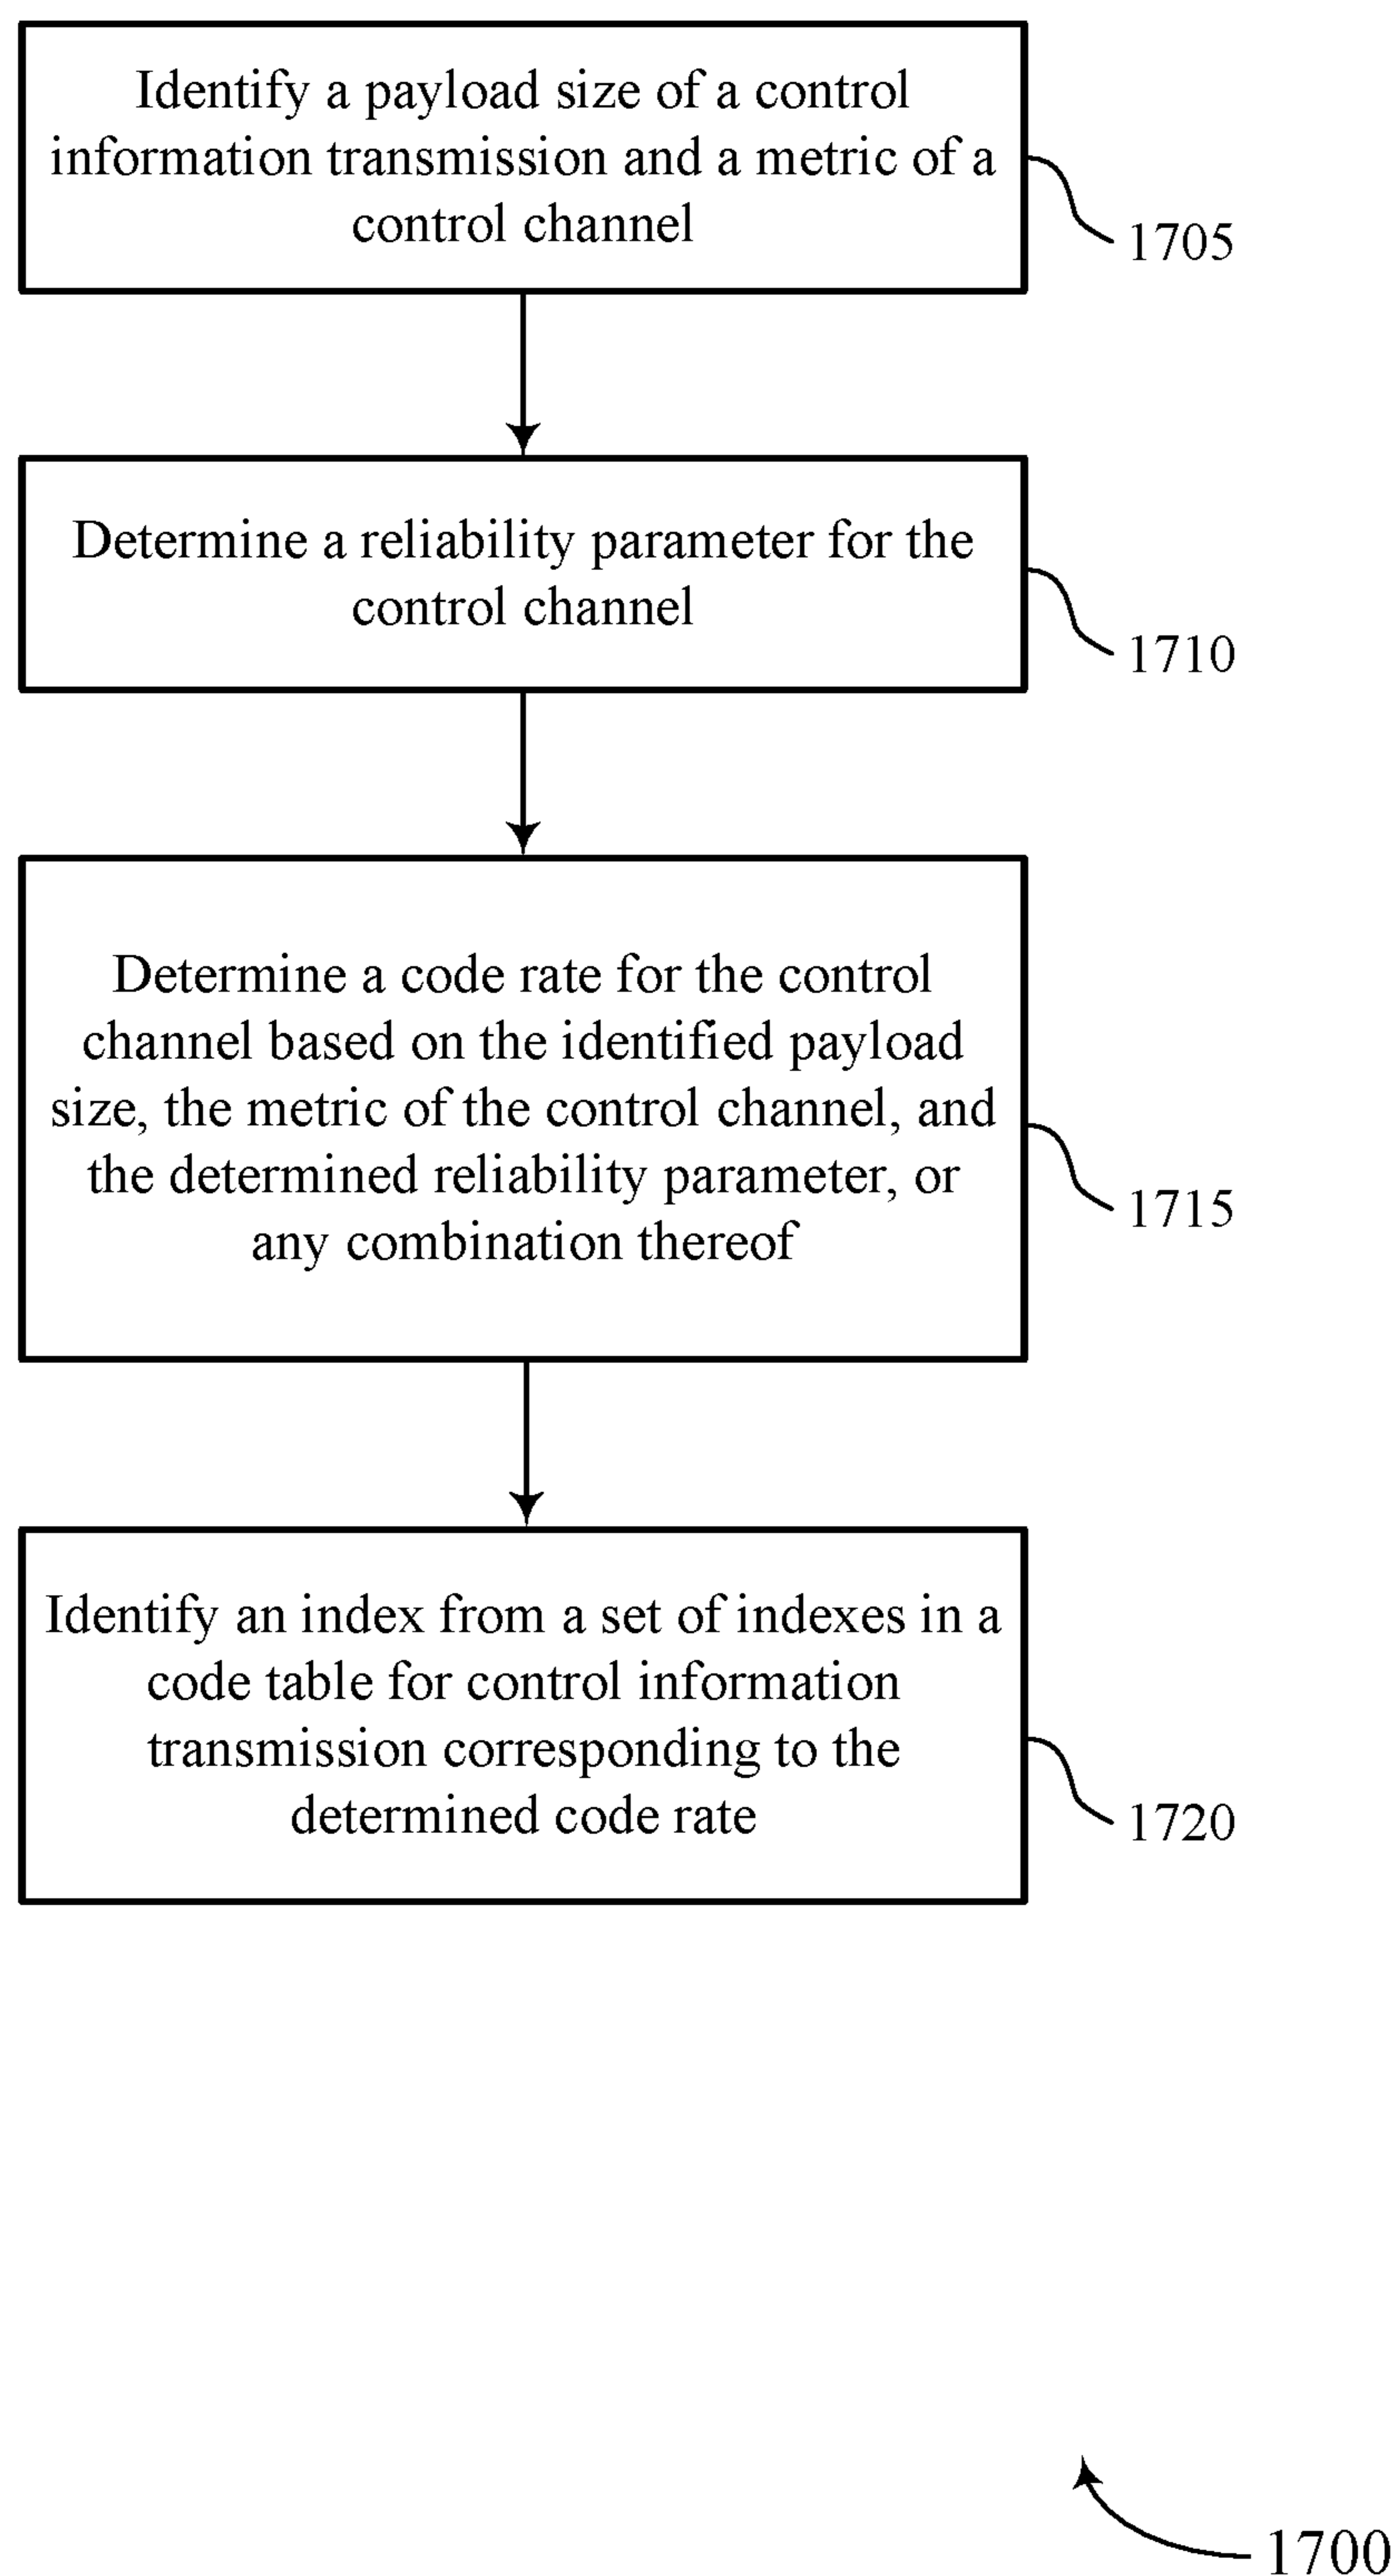 Identify a payload size of a control
information transmission and a metric of a
control channel
1705
Determine a reliability parameter for the
control channel
1710
Determine a code rate for the control
channel based on the identified payload
size, the metric of the control channel, and
the determined reliability parameter, or
any combination thereof
1715
Identify an index from a set of indexes in a
code table for control information
transmission corresponding to the
determined code rate
1720
1700